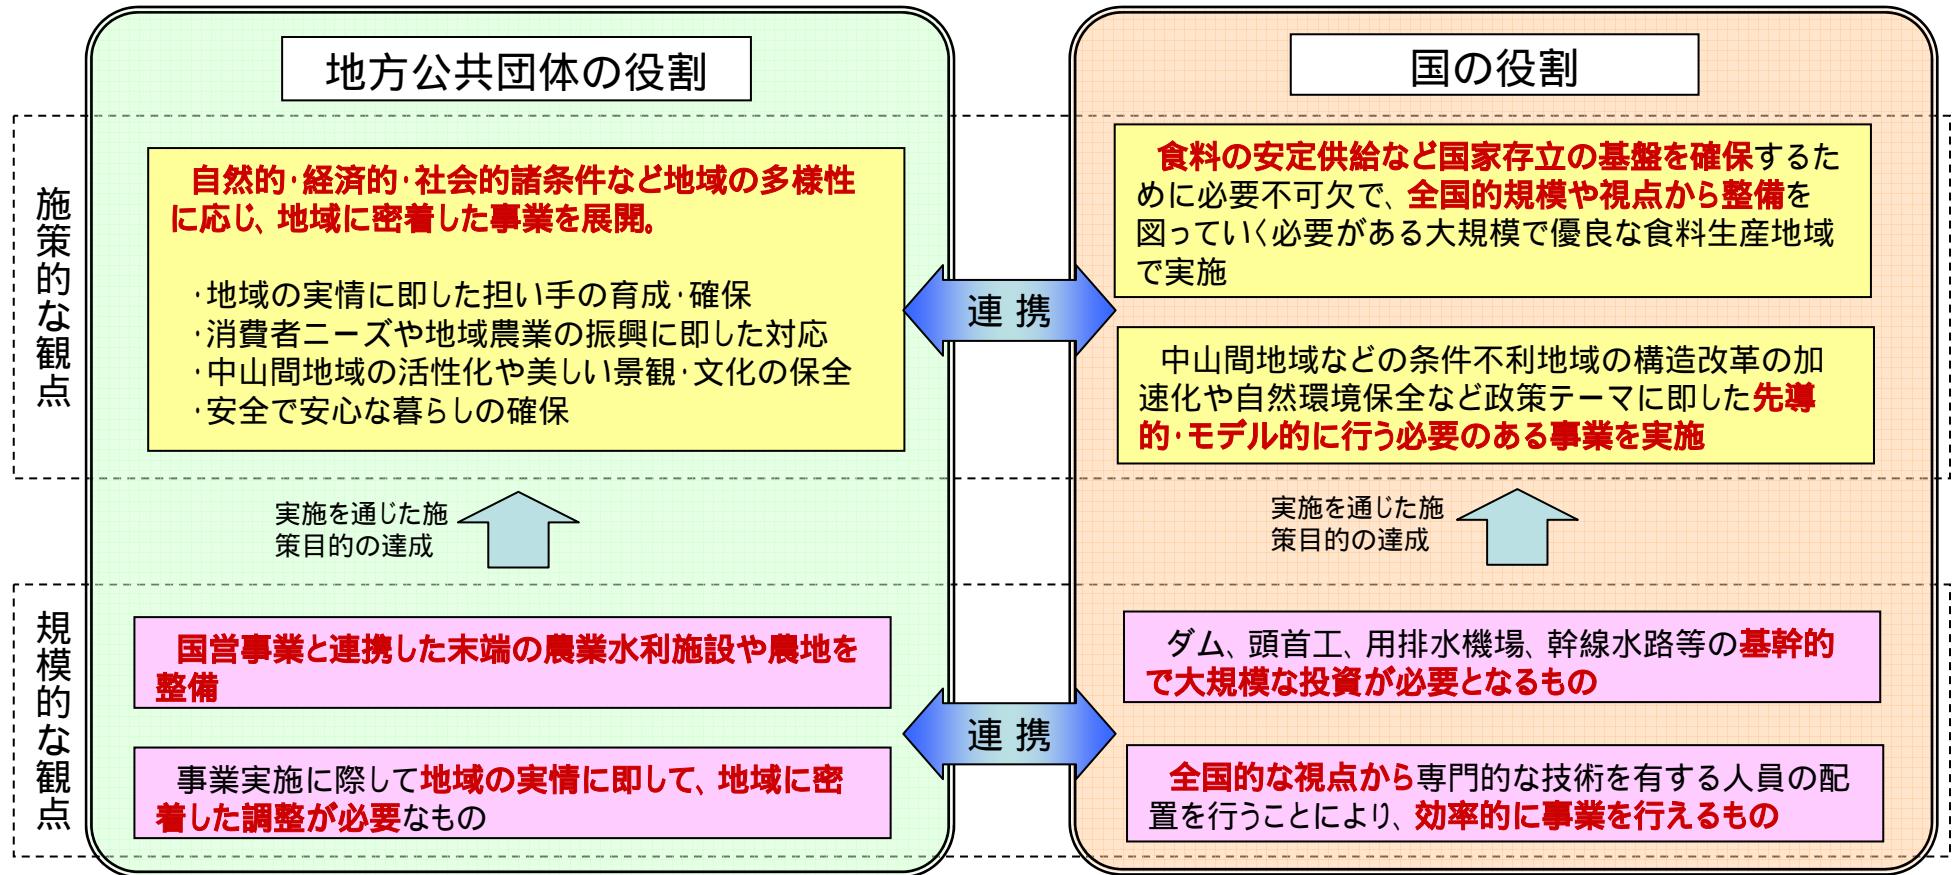 地方公共団体の役割
国の役割
施策的な観点
自然的・経済的・社会的諸条件など地域の多様性
に応じ、地域に密着した事業を展開。
・地域の実情に即した担い手の育成・確保
・消費者ニーズや地域農業の振興に即した対応
・中山間地域の活性化や美しい景観・文化の保全
・安全で安心な暮らしの確保
連 携
食料の安定供給など国家存立の基盤を確保するた
めに必要不可欠で、全国的規模や視点から整備を
図っていく必要がある大規模で優良な食料生産地域
で実施
中山間地域などの条件不利地域の構造改革の加
速化や自然環境保全など政策テーマに即した先導
的・モデル的に行う必要のある事業を実施
実施を通じた施
策目的の達成
実施を通じた施
策目的の達成
規模的な観点
国営事業と連携した末端の農業水利施設や農地を
整備
事業実施に際して地域の実情に即して、地域に密
着した調整が必要なもの
連 携
ダム、頭首工、用排水機場、幹線水路等の基幹的
で大規模な投資が必要となるもの
全国的な視点から専門的な技術を有する人員の配
置を行うことにより、効率的に事業を行えるもの